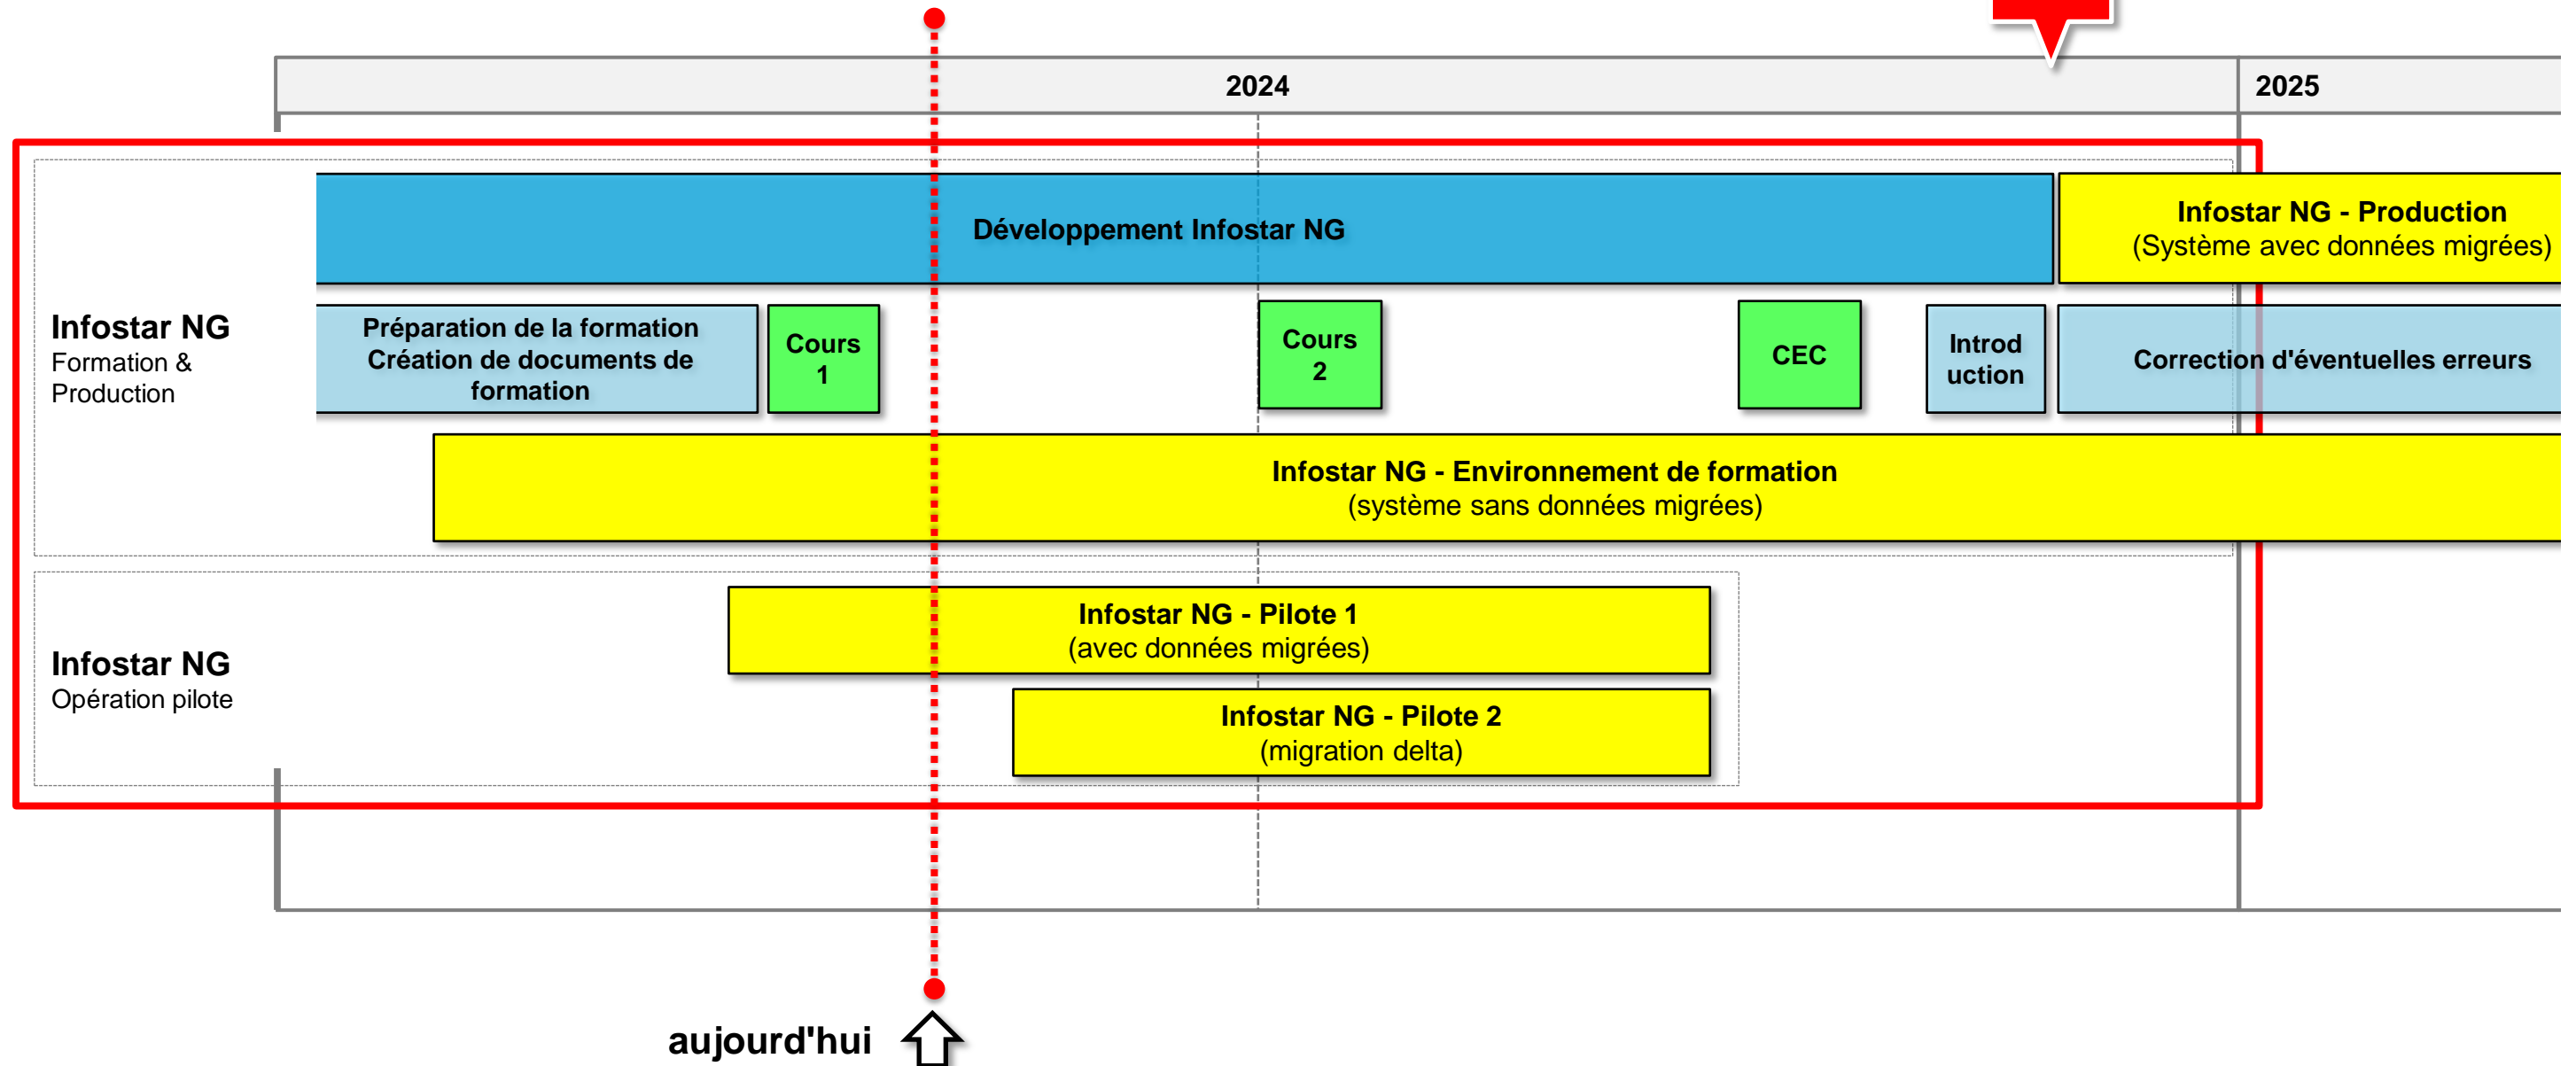 2024
2025
Développement Infostar NG
Infostar NG - Production
(Système avec données migrées)
Infostar NG
Formation &
Production
Préparation de la formation
Création de documents de
formation
Cours
1
Cours
2
CEC
Introd
uction
Correction d'éventuelles erreurs
Infostar NG - Environnement de formation
(système sans données migrées)
Infostar NG
Opération pilote
Infostar NG - Pilote 1
(avec données migrées)
Infostar NG - Pilote 2
(migration delta)
aujourd'hui